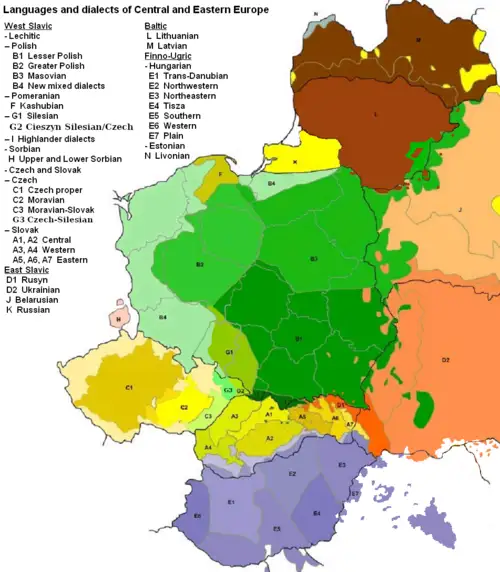 Languages and dialects of Central and Eastern Europe
West Slavic
- Lechitic
– Polish
B1 Lesser Polish
B2 Greater Polish
B3 Masovian
B4 New mixed dialects
– Pomeranian
F Kashubian
– G1 Silesian
G2 Cieszyn Silesian/Czech
– I Highlander dialects
- Sorbian
H Upper and Lower Sorbian
- Czech and Slovak
– Czech
C1 Czech proper
C2 Moravian
C3 Moravian-Slovak
G3 Czech-Silesian
– Slovak
A1, A2 Central
A3, A4 Western
A5, A6, A7 Eastern
East Slavic
D1 Rusyn
D2 Ukrainian
J Belarusian
K Russian
Baltic
L Lithuanian
M Latvian
Finno-Ugric
- Hungarian
E1 Trans-Danubian
E2 Northwestern
E3 Northeastern
E4 Tisza
E5 Southern
E6 Western
E7 Plain
- Estonian
N Livonian
N
M
L
K
F
B4
J
B2
B3
H
B4
B1
G1
D2
C1
G3
G2
C2
C3
A3
A1
A5
D1
A6
A7
A4
A2
E2
E3
E1
E7
E6
E4
E5